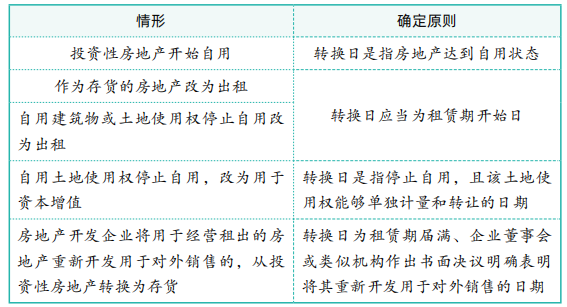 情形
确定原则
投资性房地产开始自用
转换日是指房地产达到自用状态
作为存货的房地产改为出租
自用建筑物或土地使用权停止自用改
为出租
转换日应当为租赁期开始日
自用土地使用权停止自用，改为用于
资本增值
转换日是指停止自用，且该土地使
用权能够单独计量和转让的日期
房地产开发企业将用于经营租出的房
地产重新开发用于对外销售的，从投
资性房地产转换为存货
转换日为租赁期届满、企业董事会
或类似机构作出书面决议明确表明
将其重新开发用于对外销售的日期